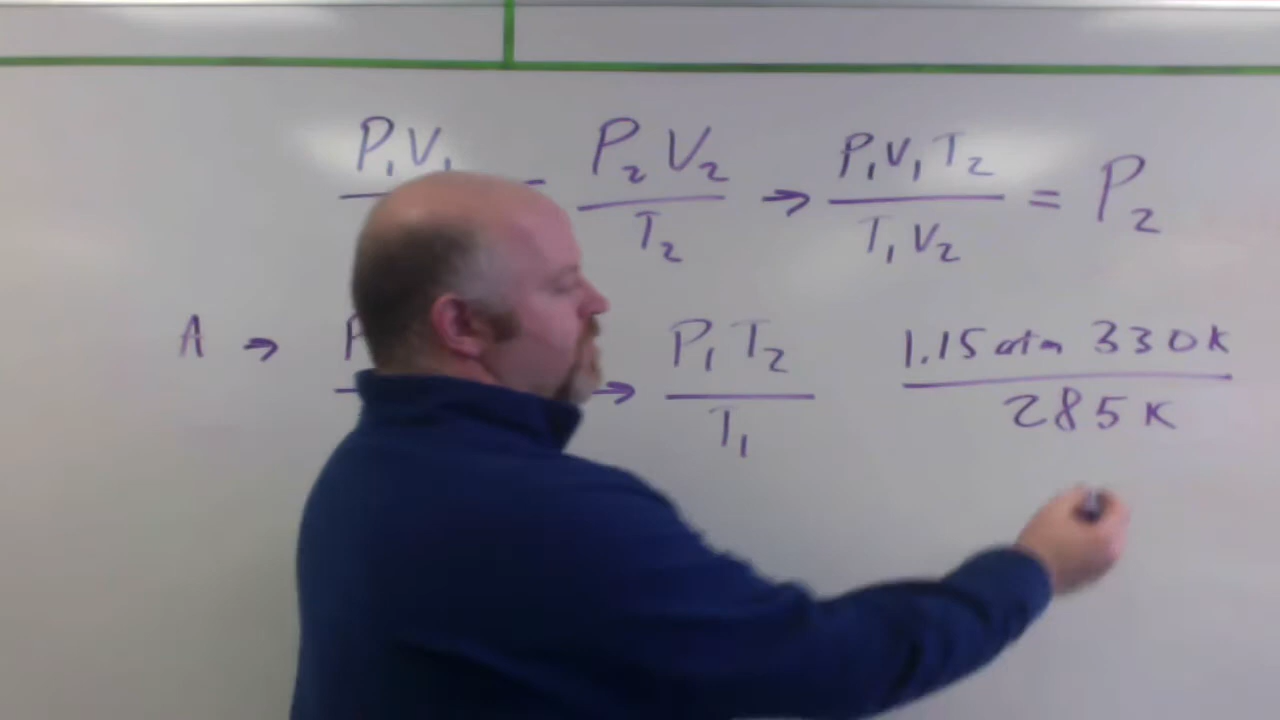 P₁V₁ / = P₂V₂ / T₂ → P₁V₁T₂ / T₁V₂ = P₂
A → P → P₁T₂ / T₁ 1.15 atm 330 K / 285 K